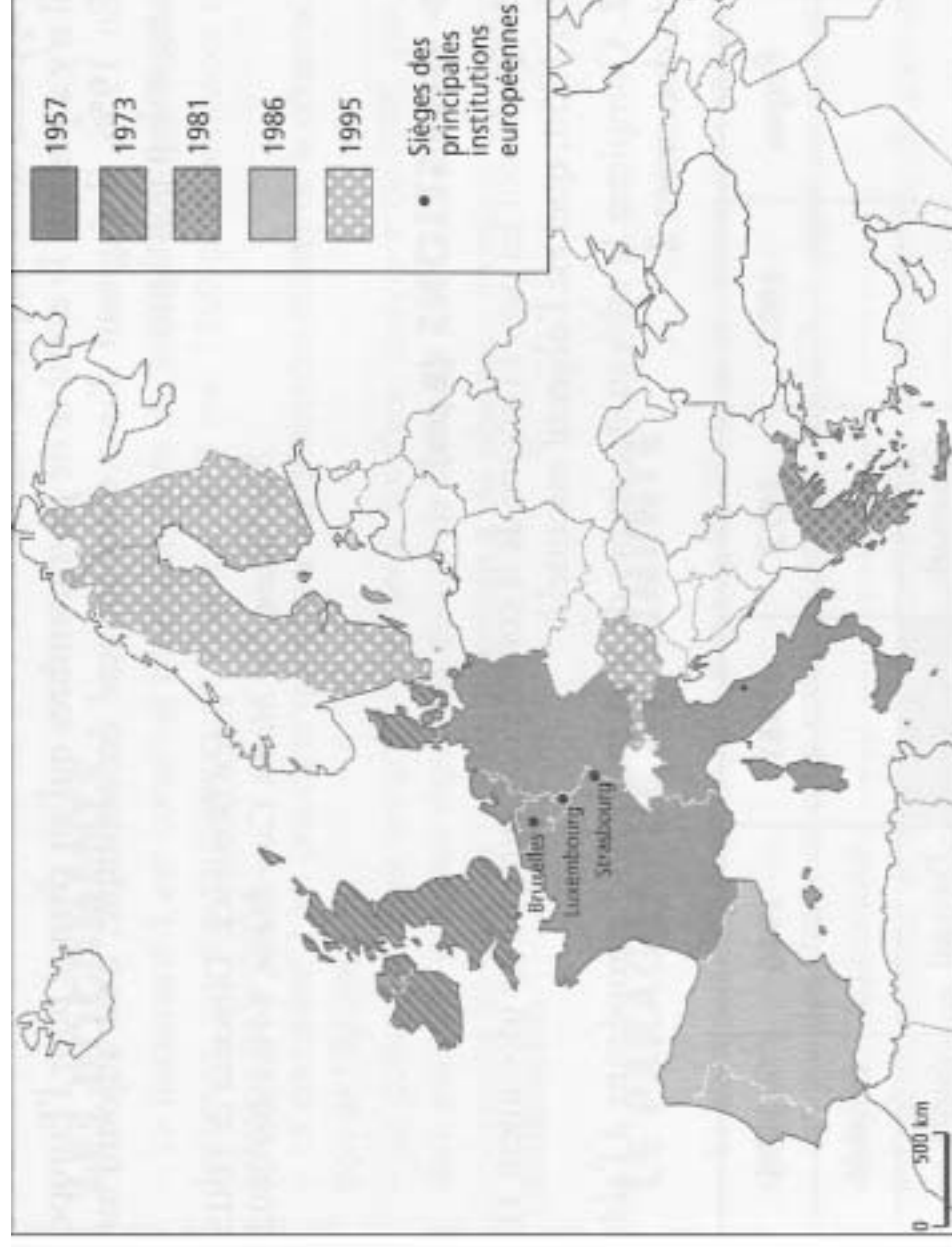 1957
1973
1981
1986
1995
Sièges des
principales
institutions
européennes
Bruxelles
Luxembourg
Strasbourg
0 500 km